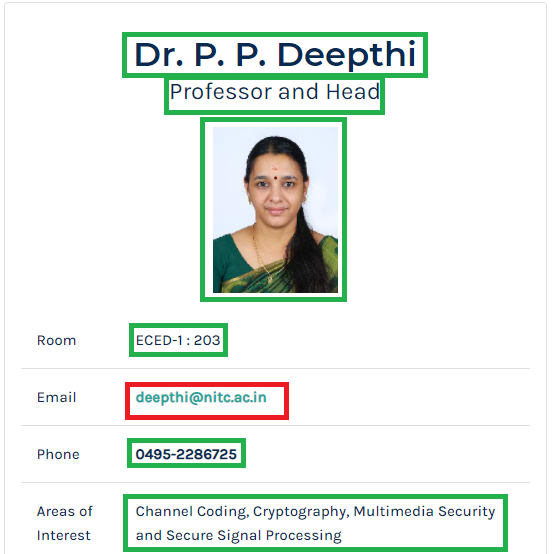 Dr. P. P. Deepthi
Professor and Head
Room ECED-1 : 203
Email deepthi@nitc.ac.in
Phone 0495-2286725
Areas of Channel Coding, Cryptography, Multimedia Security
Interest and Secure Signal Processing